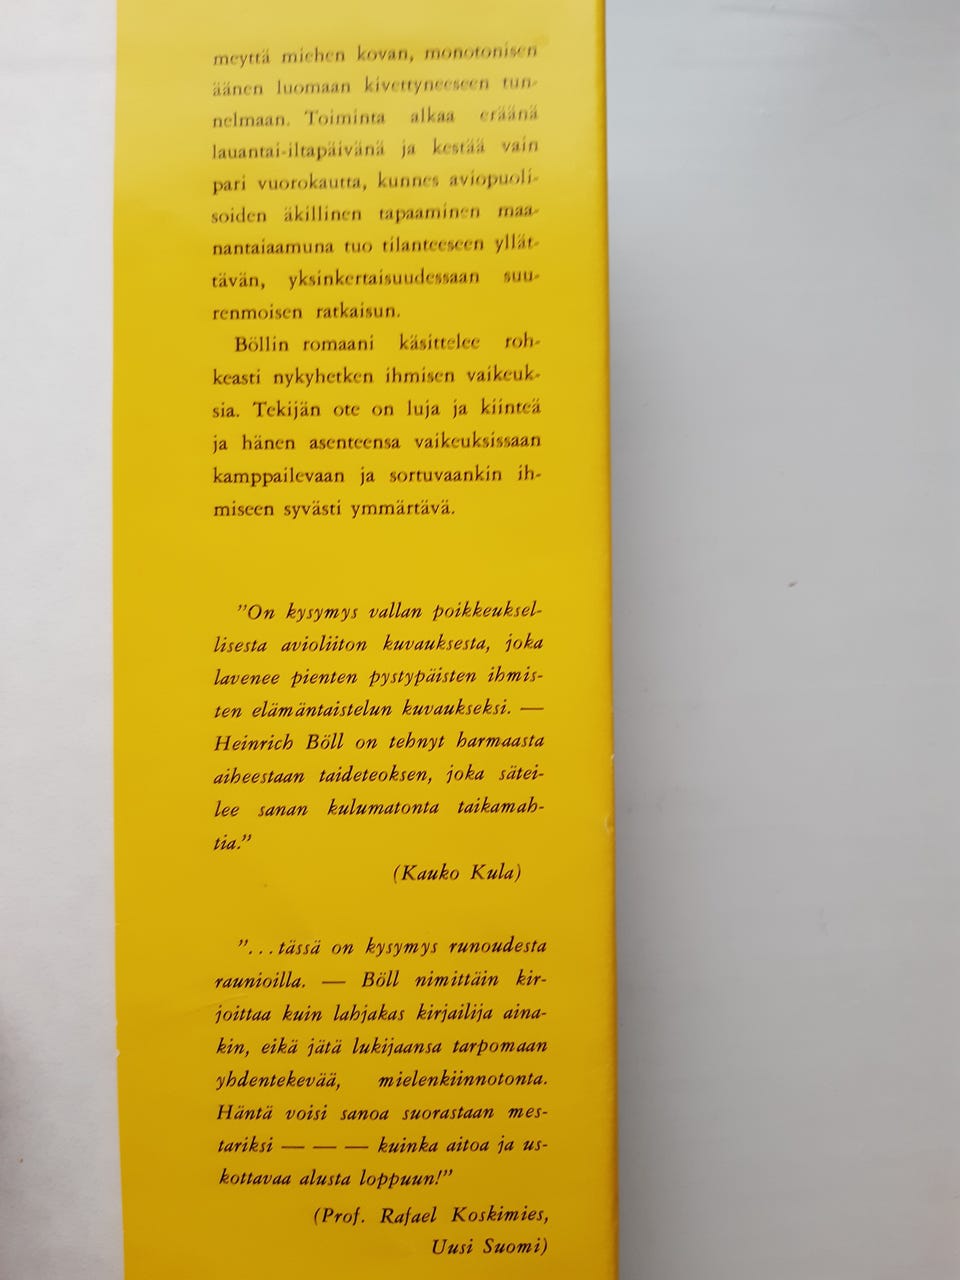 meyttä miehen kovan, monotonisen
äänen luomaan kivettyneeseen tun-
nelmaan. Toiminta alkaa eräänä
lauantai-iltapäivänä ja kestää vain
pari vuorokautta, kunnes aviopuoli-
soiden äkillinen tapaaminen maa-
nantaiaamuna tuo tilanteeseen yllät-
tävän, yksinkertaisuudessaan suu-
renmoisen ratkaisun.
Böllin romaani käsittelee roh-
keasti nykyhetken ihmisen vaikeuk-
sia. Tekijän ote on luja ja kiinteä
ja hänen asenteensa vaikeuksissaan
kamppailevaan ja sortuvaankin ih-
miseen syvästi ymmärtävä.
”On kysymys vallan poikkeuksel-
lisesta avioliiton kuvauksesta, joka
lavenee pienten pystypäisten ihmis-
ten elämäntaistelun kuvaukseksi. —
Heinrich Böll on tehnyt harmaasta
aiheestaan taideteoksen, joka sätei-
lee sanan kulumatonta taikamah-
tia.”
(Kauko Kula)
”...tässä on kysymys runoudesta
raunioilla. — Böll nimittäin kir-
joittaa kuin lahjakas kirjailija aina-
kin, eikä jätä lukijaansa tarpomaan
yhdentekevää, mielenkiinnotonta.
Häntä voisi sanoa suorastaan mes-
tariksi — — — kuinka aitoa ja us-
kottavaa alusta loppuun!”
(Prof. Rafael Koskimies,
Uusi Suomi)